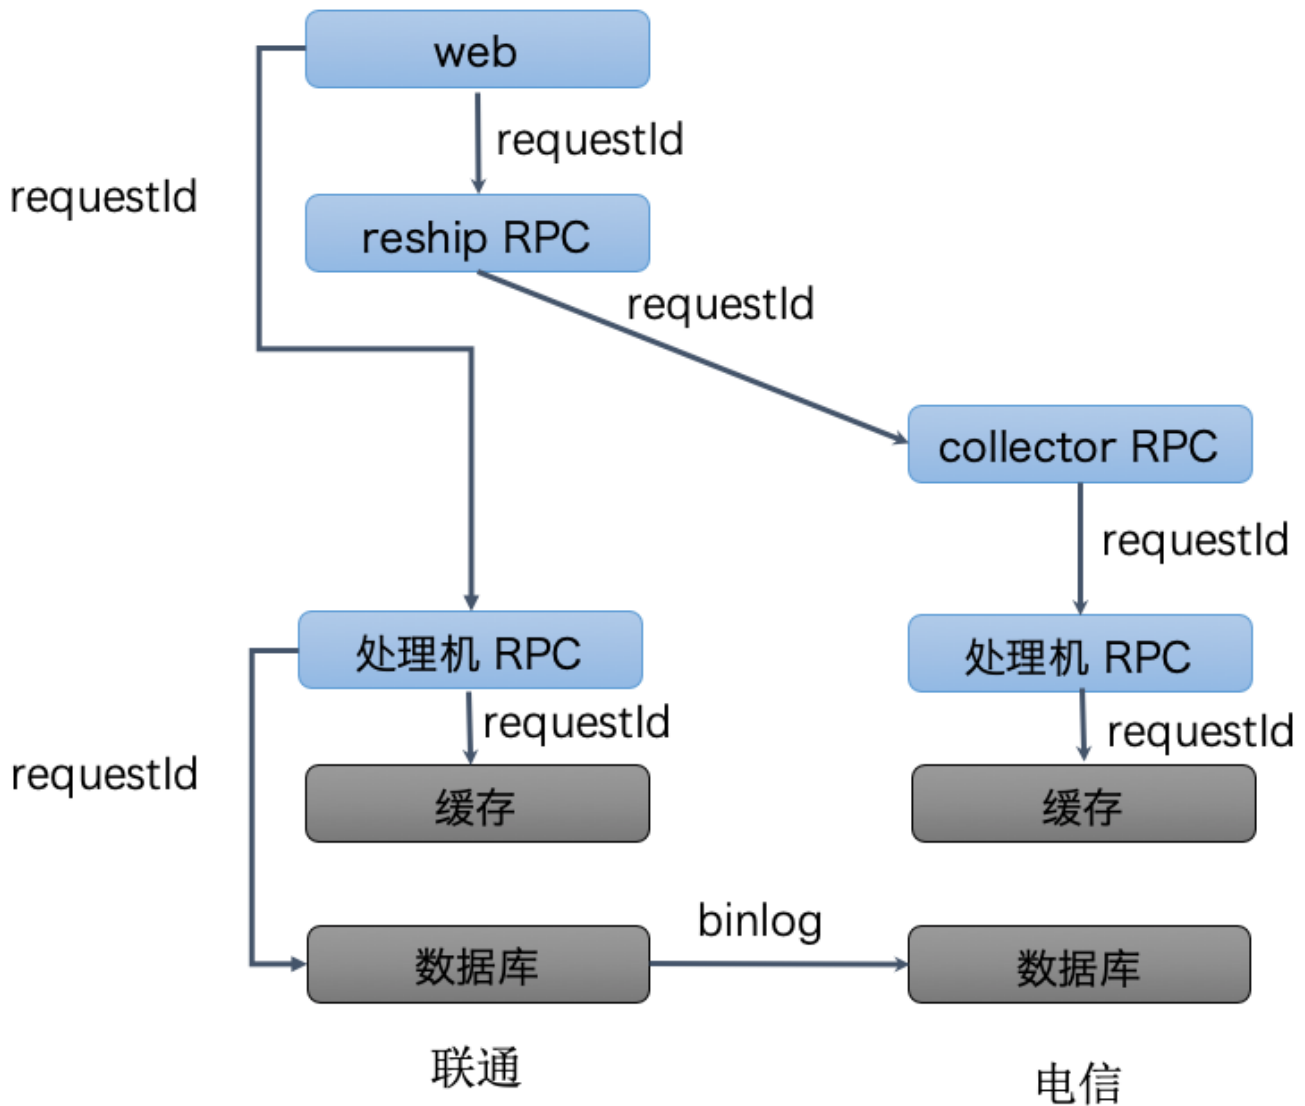 web
requestId
requestId
reship RPC
requestId
collector RPC
requestId
处理机 RPC
处理机 RPC
requestId
requestId
requestId
缓存
缓存
binlog
数据库
数据库
联通
电信